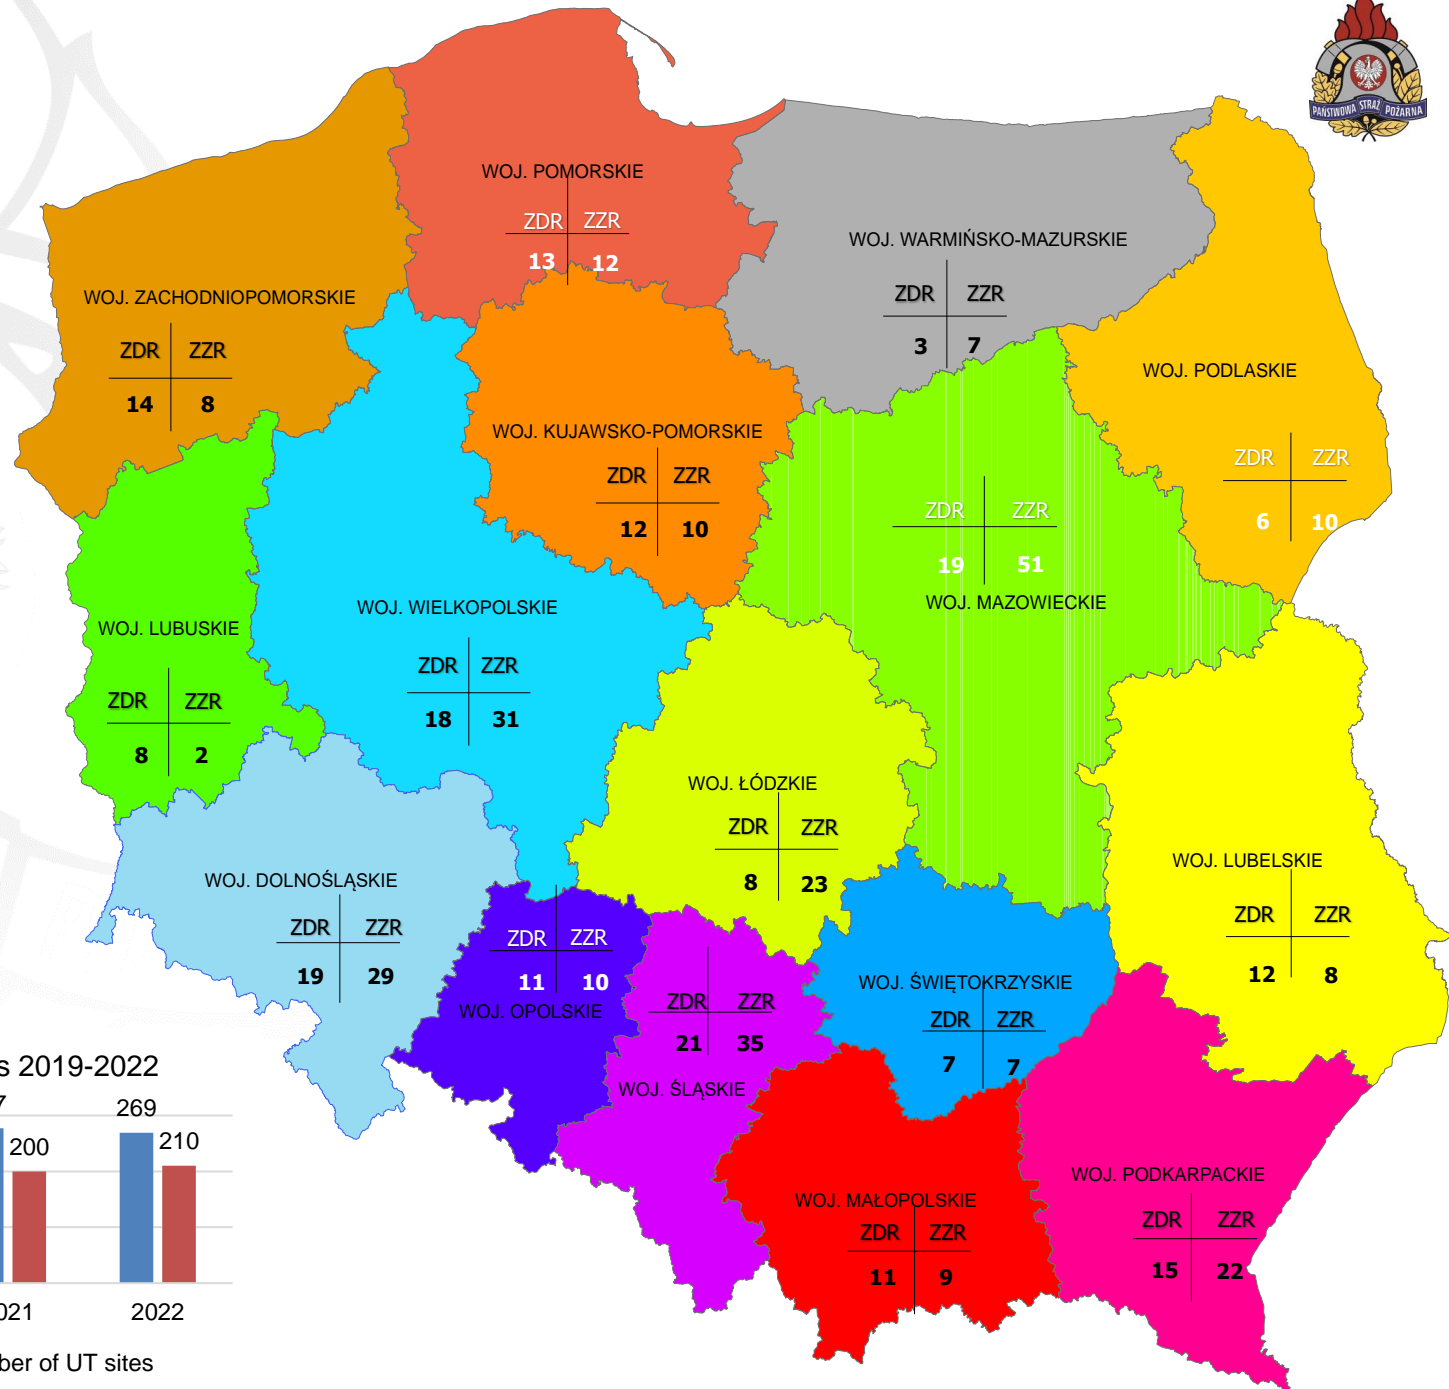 PAŃSTWOWA STRAŻ POŻARNA
WOJ. POMORSKIE
ZDR ZZR
13 12
WOJ. WARMIŃSKO-MAZURSKIE
ZDR ZZR
3 7
WOJ. ZACHODNIOPOMORSKIE
ZDR ZZR
14 8
WOJ. PODLASKIE
ZDR ZZR
6 10
WOJ. KUJAWSKO-POMORSKIE
ZDR ZZR
12 10
ZDR ZZR
19 51
WOJ. MAZOWIECKIE
WOJ. WIELKOPOLSKIE
ZDR ZZR
18 31
WOJ. LUBUSKIE
ZDR ZZR
8 2
WOJ. ŁÓDZKIE
ZDR ZZR
8 23
WOJ. LUBELSKIE
ZDR ZZR
12 8
WOJ. DOLNOŚLĄSKIE
ZDR ZZR
19 29
ZDR ZZR
11 10
WOJ. OPOLSKIE
ZDR ZZR
21 35
WOJ. ŚLĄSKIE
WOJ. ŚWIĘTOKRZYSKIE
ZDR ZZR
7 7
WOJ. MAŁOPOLSKIE
ZDR ZZR
11 9
WOJ. PODKARPACKIE
ZDR ZZR
15 22
s 2019-2022
7 269
200 210
021 2022
ber of UT sites